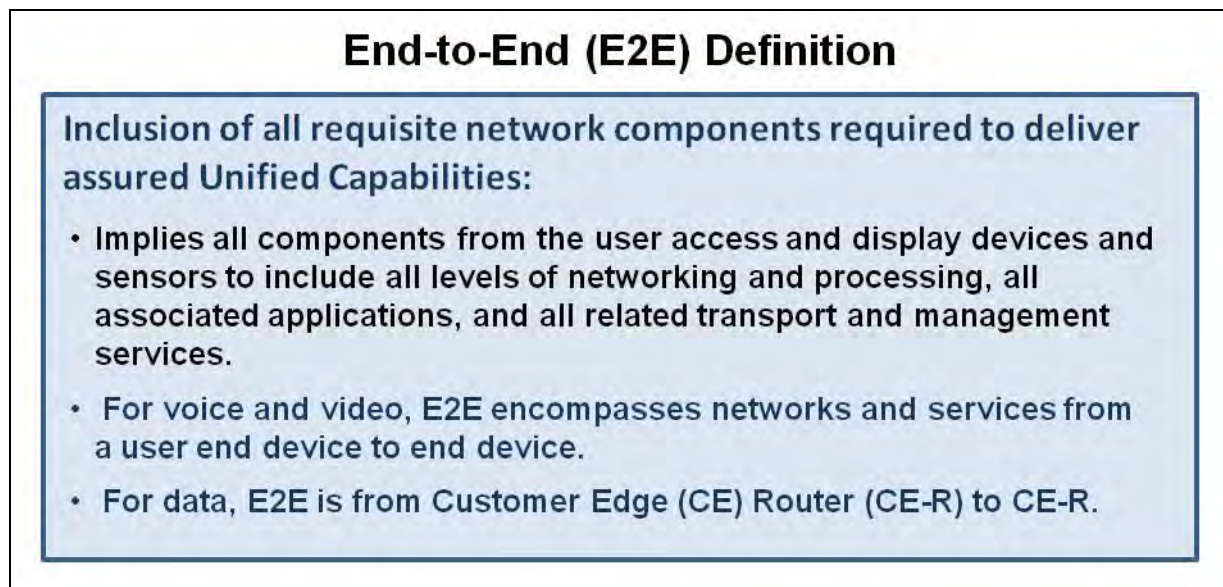 End-to-End (E2E) Definition
Inclusion of all requisite network components required to deliver
assured Unified Capabilities:
• Implies all components from the user access and display devices and
sensors to include all levels of networking and processing, all
associated applications, and all related transport and management
services.
• For voice and video, E2E encompasses networks and services from
a user end device to end device.
• For data, E2E is from Customer Edge (CE) Router (CE-R) to CE-R.